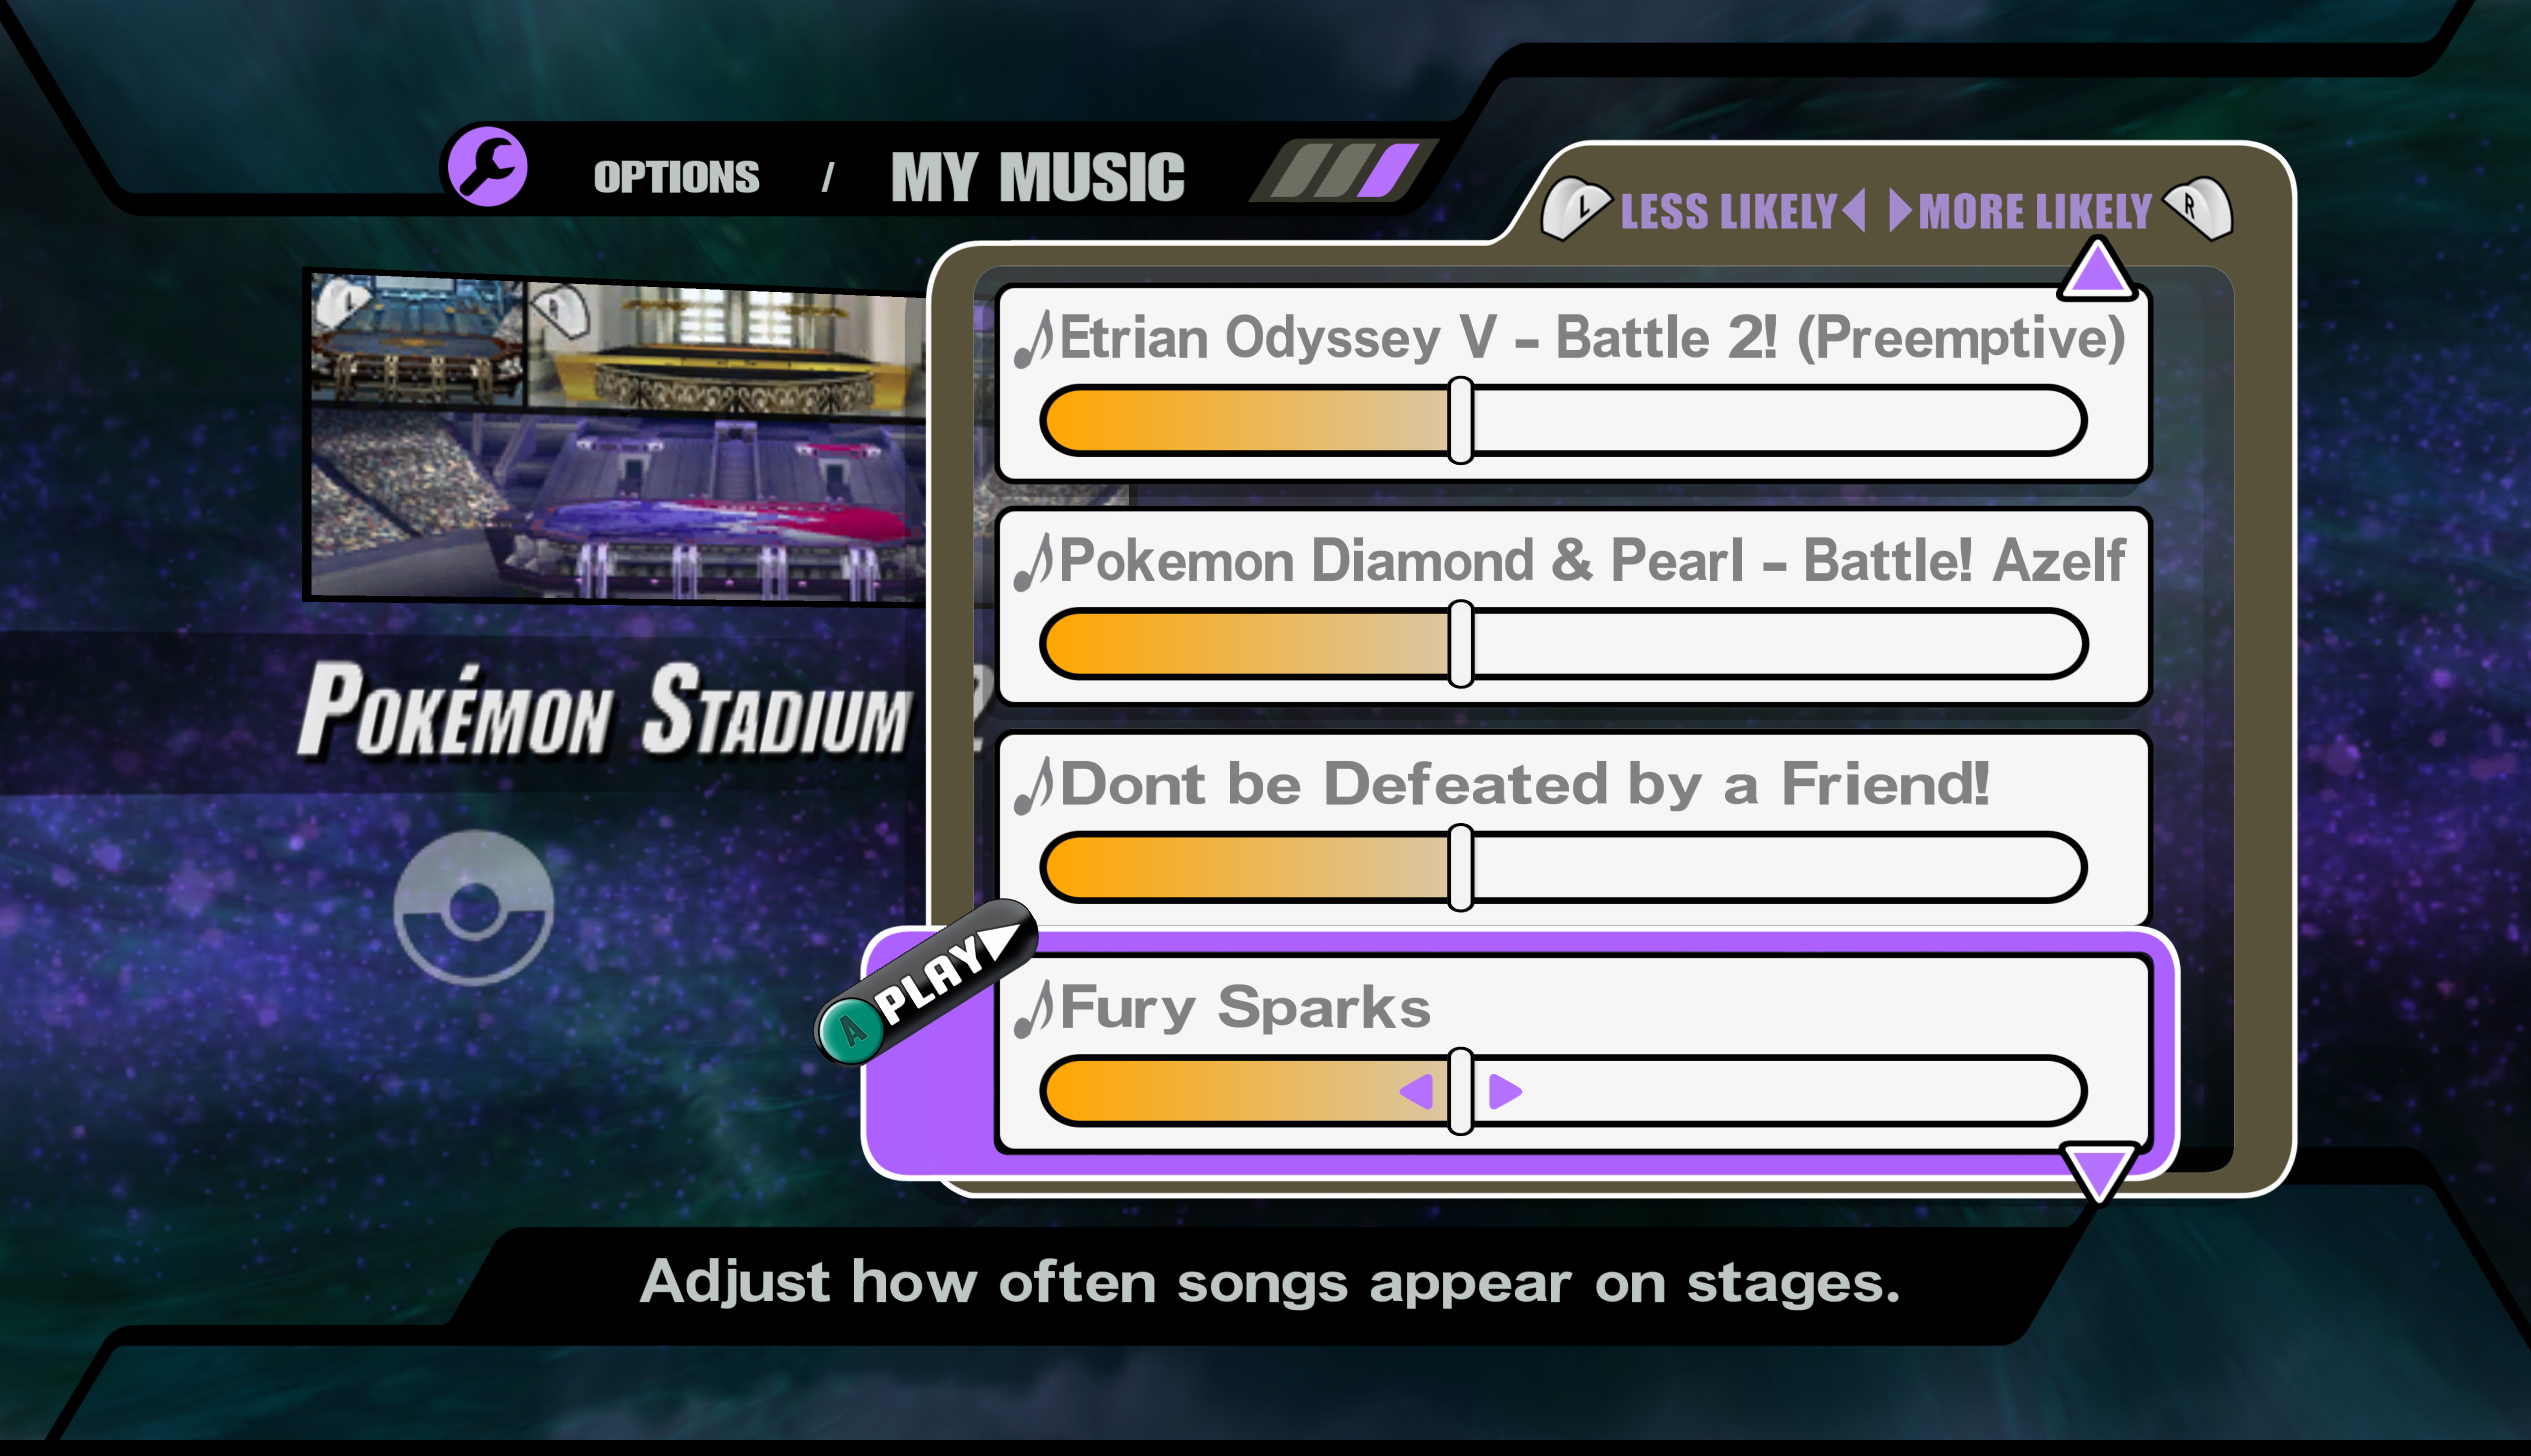 OPTIONS / MY MUSIC
L LESS LIKELY MORE LIKELY R
L R
Etrian Odyssey V - Battle 2! (Preemptive)
Pokemon Diamond & Pearl - Battle! Azelf
POKÉMON STADIUM 2
Dont be Defeated by a Friend!
A PLAY
Fury Sparks
Adjust how often songs appear on stages.